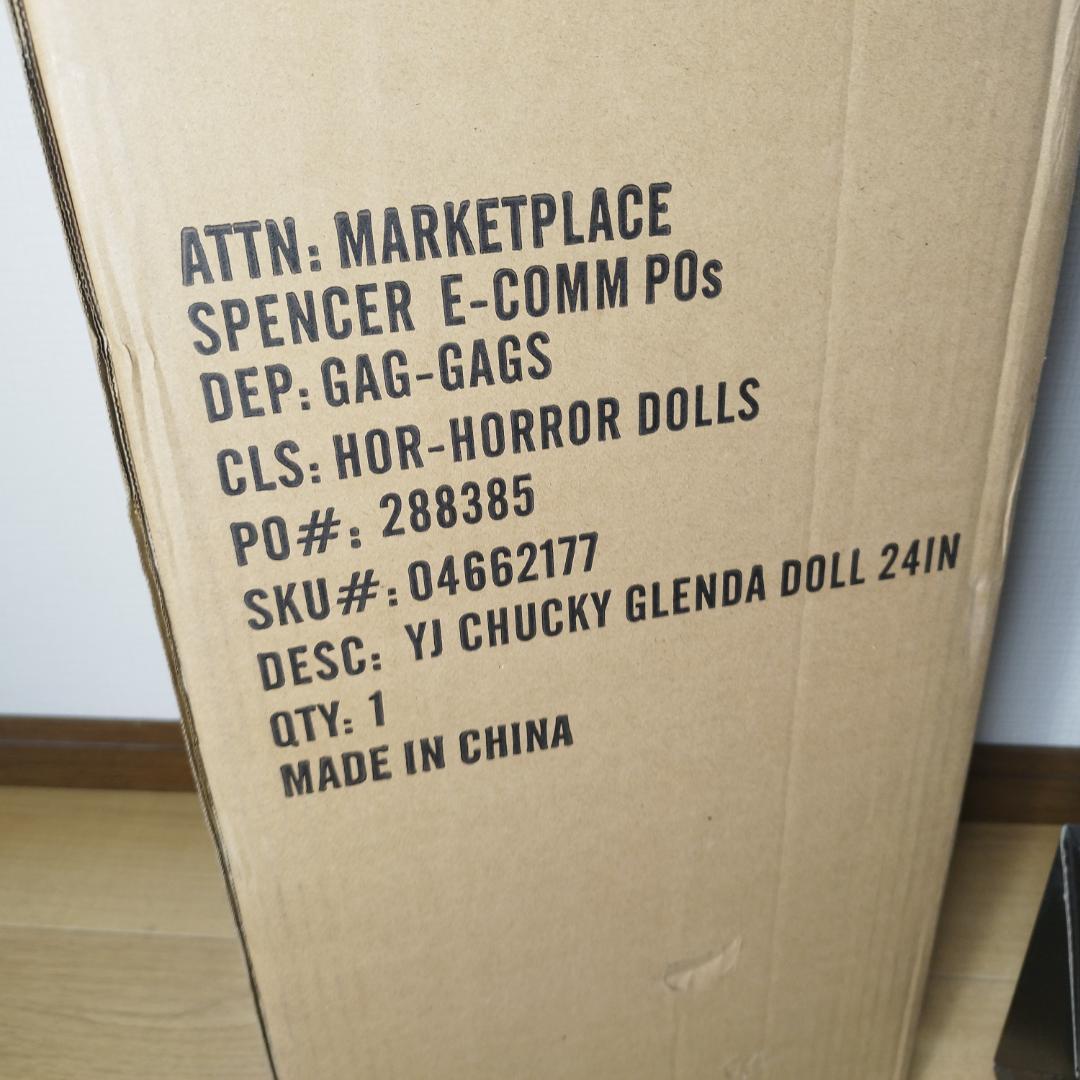 ATTN: MARKETPLACE
SPENCER E-COMM POs
DEP: GAG-GAGS
CLS: HOR-HORROR DOLLS
PO#: 288385
SKU#: 04662177
DESC: YJ CHUCKY GLENDA DOLL 24IN
QTY: 1
MADE IN CHINA